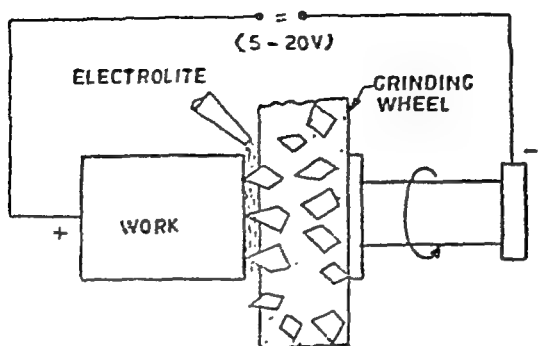 =
(5-20V)
ELECTROLITE
GRINDING
WHEEL
-
+
WORK